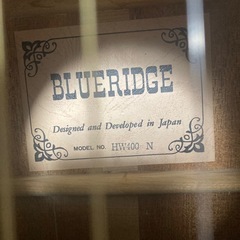 BLUERIDGE
Designed and Developed in Japan
MODEL NO. HW400-N